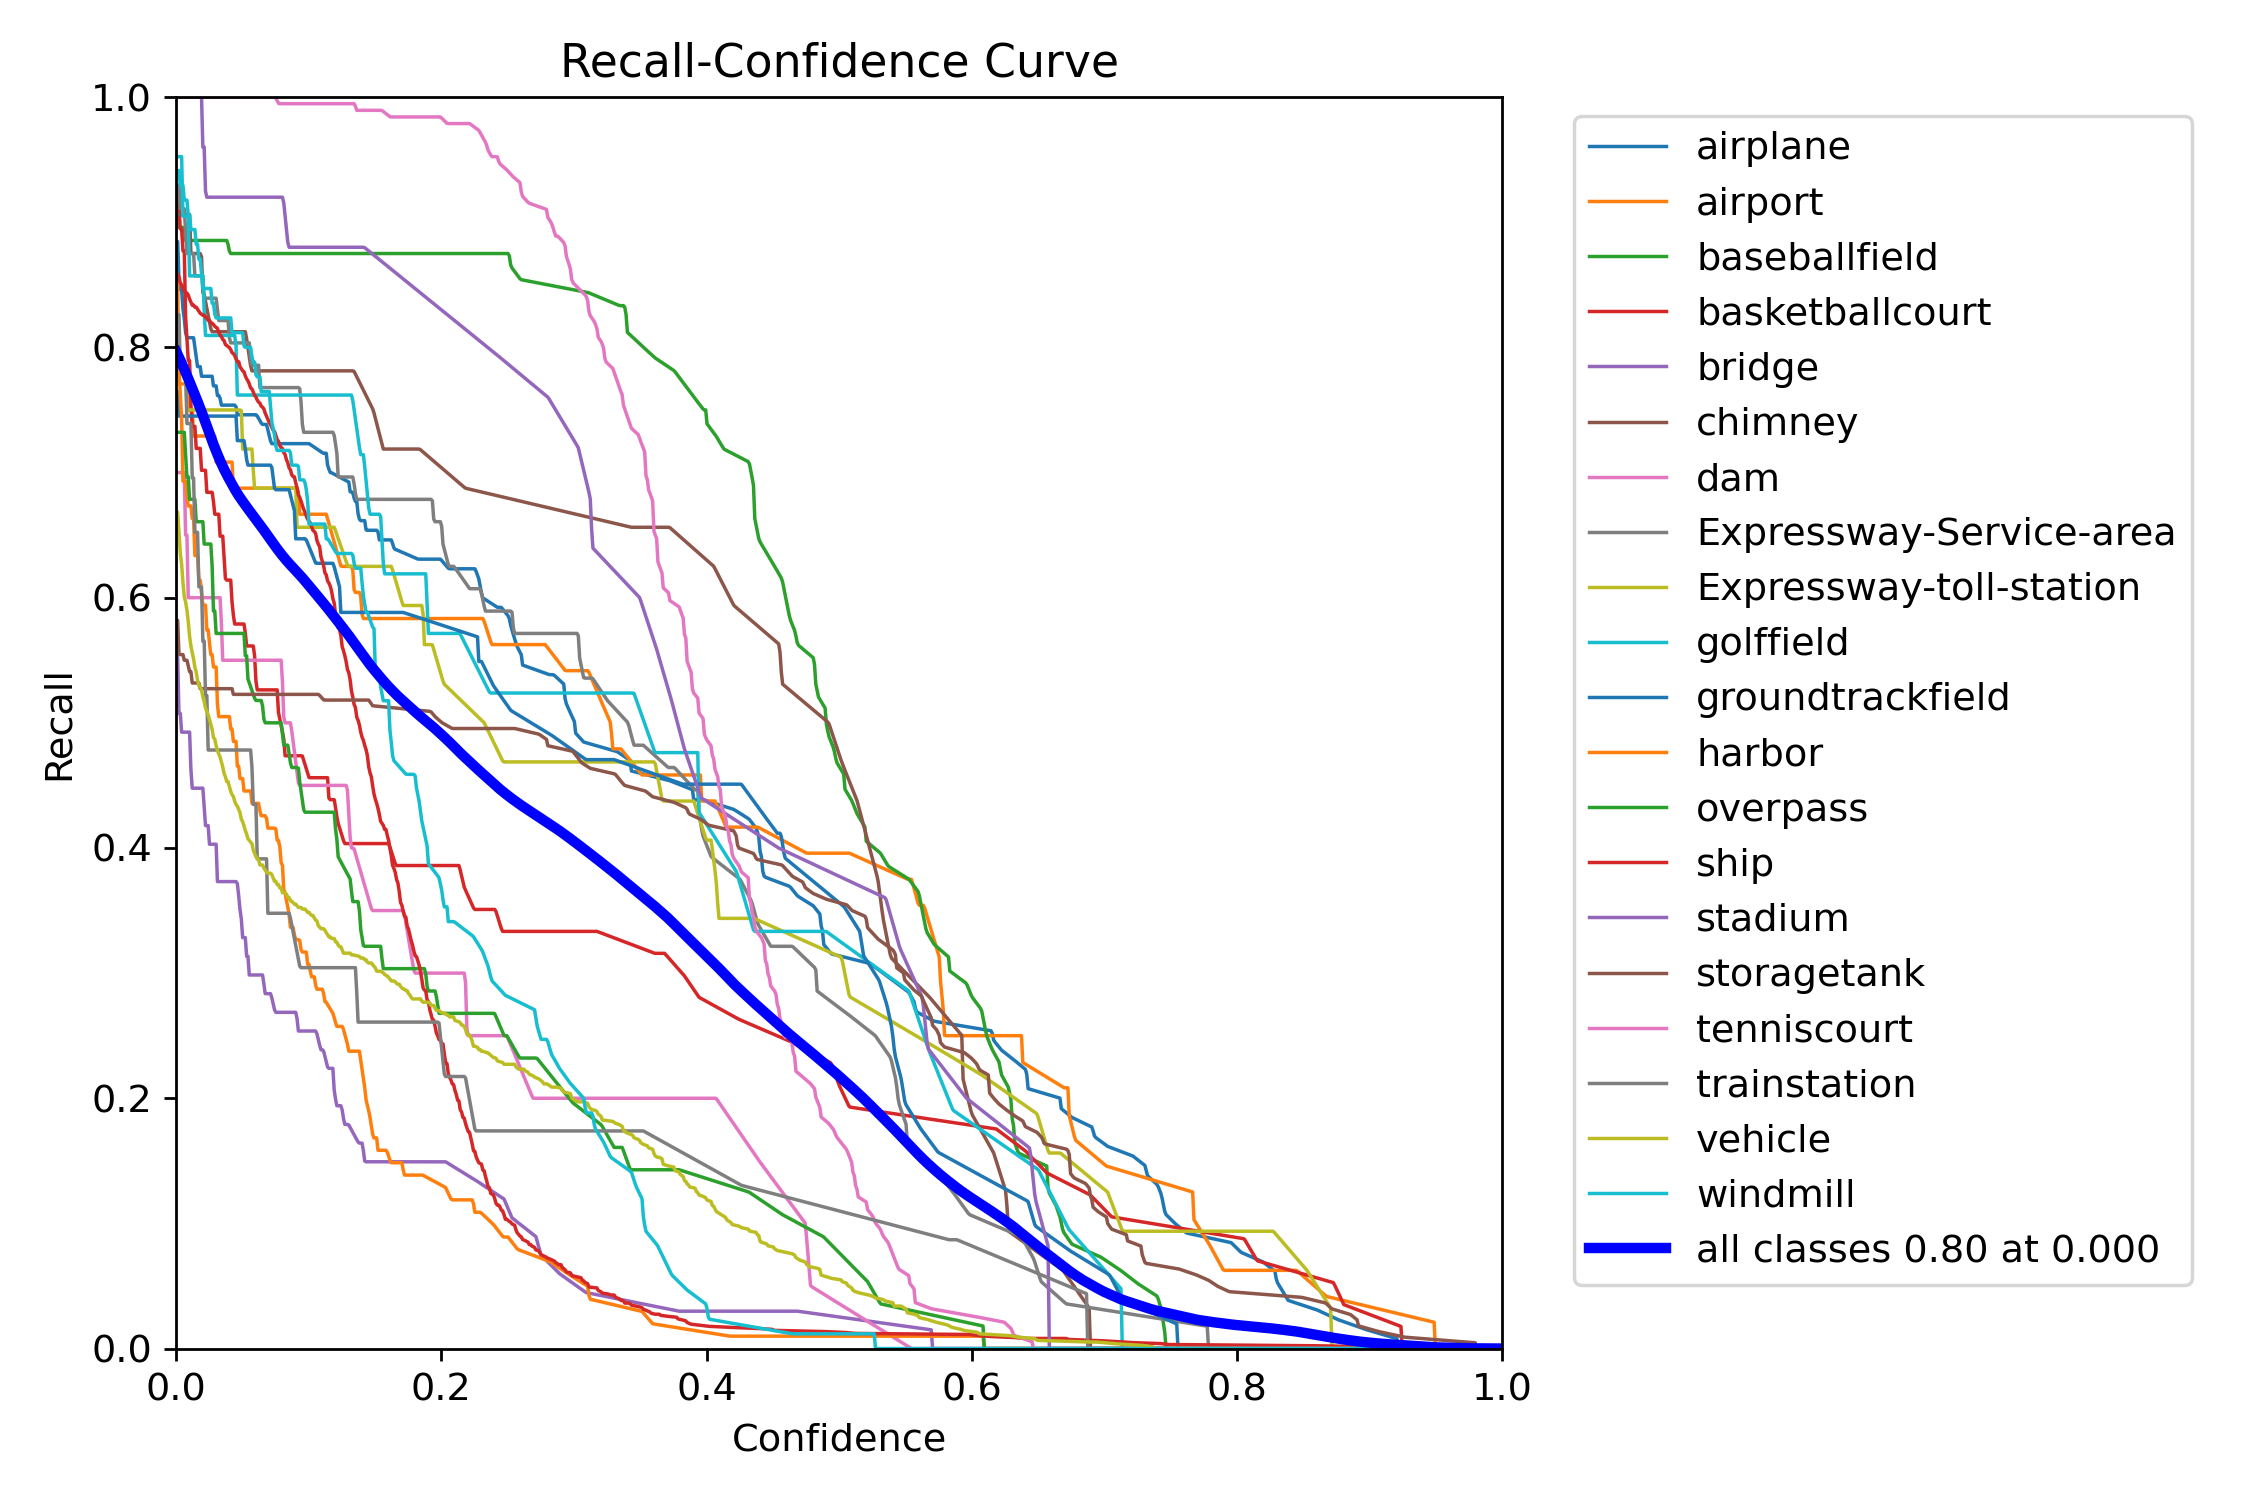 Recall-Confidence Curve
1.0
0.8
0.6
0.4
0.2
0.0
Recall
0.0 0.2 0.4 0.6 0.8 1.0
Confidence
airplane
airport
baseballfield
basketballcourt
bridge
chimney
dam
Expressway-Service-area
Expressway-toll-station
golffield
groundtrackfield
harbor
overpass
ship
stadium
storagetank
tenniscourt
trainstation
vehicle
windmill
all classes 0.80 at 0.000